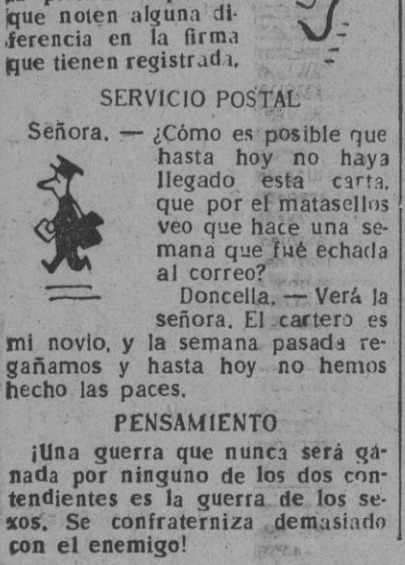 que noten alguna di-
ferencia en la firma
que tienen registrada.
SERVICIO POSTAL
Señora. — ¿Cómo es posible que
hasta hoy no haya
llegado esta carta,
que por el matasellos
veo que hace una se-
mana que fué echada
al correo?
Doncella. — Verá la
señora. El cartero es
mi novio, y la semana pasada re-
gañamos y hasta hoy no hemos
hecho las paces.
PENSAMIENTO
¡Una guerra que nunca será ga-
nada por ninguno de los dos con-
tendientes es la guerra de los se-
xos. Se confraterniza demasiado
con el enemigo!